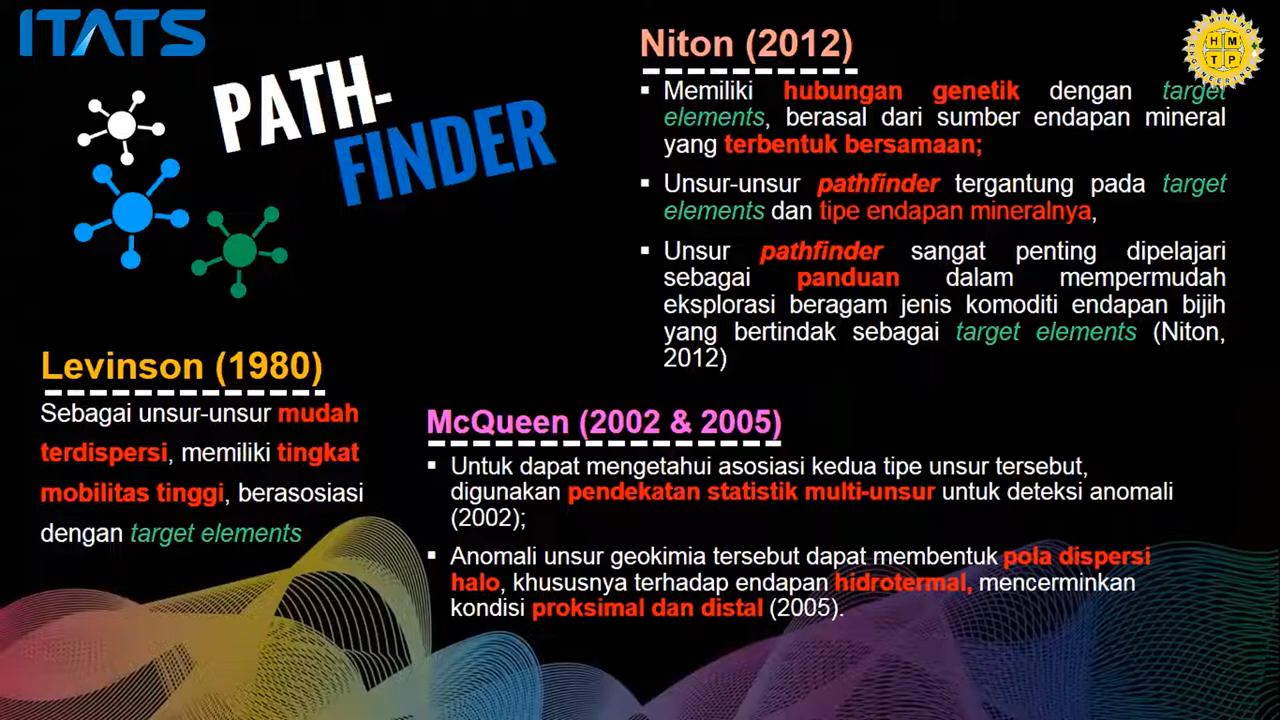 ITATS
PATH-
FINDER
Niton (2012)
▪ Memiliki hubungan genetik dengan target
elements, berasal dari sumber endapan mineral
yang terbentuk bersamaan;
▪ Unsur-unsur pathfinder tergantung pada target
elements dan tipe endapan mineralnya,
▪ Unsur pathfinder sangat penting dipelajari
sebagai panduan dalam mempermudah
eksplorasi beragam jenis komoditi endapan bijih
yang bertindak sebagai target elements (Niton,
2012)
Levinson (1980)
Sebagai unsur-unsur mudah
terdispersi, memiliki tingkat
mobilitas tinggi, berasosiasi
dengan target elements
McQueen (2002 & 2005)
▪ Untuk dapat mengetahui asosiasi kedua tipe unsur tersebut,
digunakan pendekatan statistik multi-unsur untuk deteksi anomali
(2002);
▪ Anomali unsur geokimia tersebut dapat membentuk pola dispersi
halo, khususnya terhadap endapan hidrotermal, mencerminkan
kondisi proksimal dan distal (2005).
H M
T P
MINING
ENGINEERING